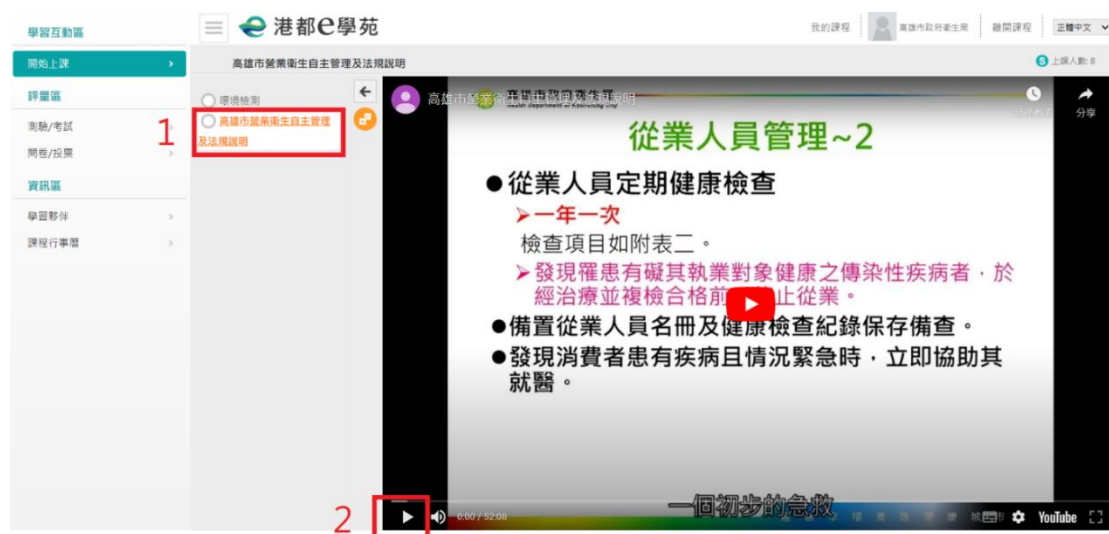 學習互動區
開始上課
評量區
測驗/考試
問卷/投票
資訊區
學習夥伴
課程行事曆
港都e學苑
我的課程
高雄市政府衛生局
離開課程
正體中文
高雄市營業衛生自主管理及法規說明
上課人數: 8
1
環境檢測
高雄市營業衛生自主管理
及法規說明
高雄市營業衛生自主管理及法規說明
分享
從業人員管理~2
●從業人員定期健康檢查
➢一年一次
檢查項目如附表二。
➢發現罹患有礙其執業對象健康之傳染性疾病者，於
經治療並複檢合格前 止從業。
●備置從業人員名冊及健康檢查紀錄保存備查。
●發現消費者患有疾病且情況緊急時，立即協助其
就醫。
一個初步的急救
2
0:00 / 52:08
YouTube